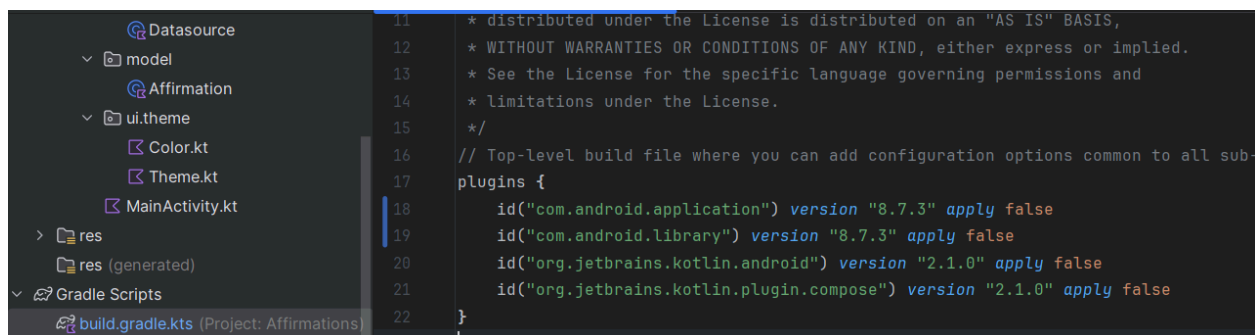 Datasource
model
Affirmation
ui.theme
Color.kt
Theme.kt
MainActivity.kt
res
res (generated)
Gradle Scripts
build.gradle.kts (Project: Affirmations)
11 * distributed under the License is distributed on an "AS IS" BASIS,
12 * WITHOUT WARRANTIES OR CONDITIONS OF ANY KIND, either express or implied.
13 * See the License for the specific language governing permissions and
14 * limitations under the License.
15 */
16 // Top-level build file where you can add configuration options common to all sub-
17 plugins {
18 id("com.android.application") version "8.7.3" apply false
19 id("com.android.library") version "8.7.3" apply false
20 id("org.jetbrains.kotlin.android") version "2.1.0" apply false
21 id("org.jetbrains.kotlin.plugin.compose") version "2.1.0" apply false
22 }